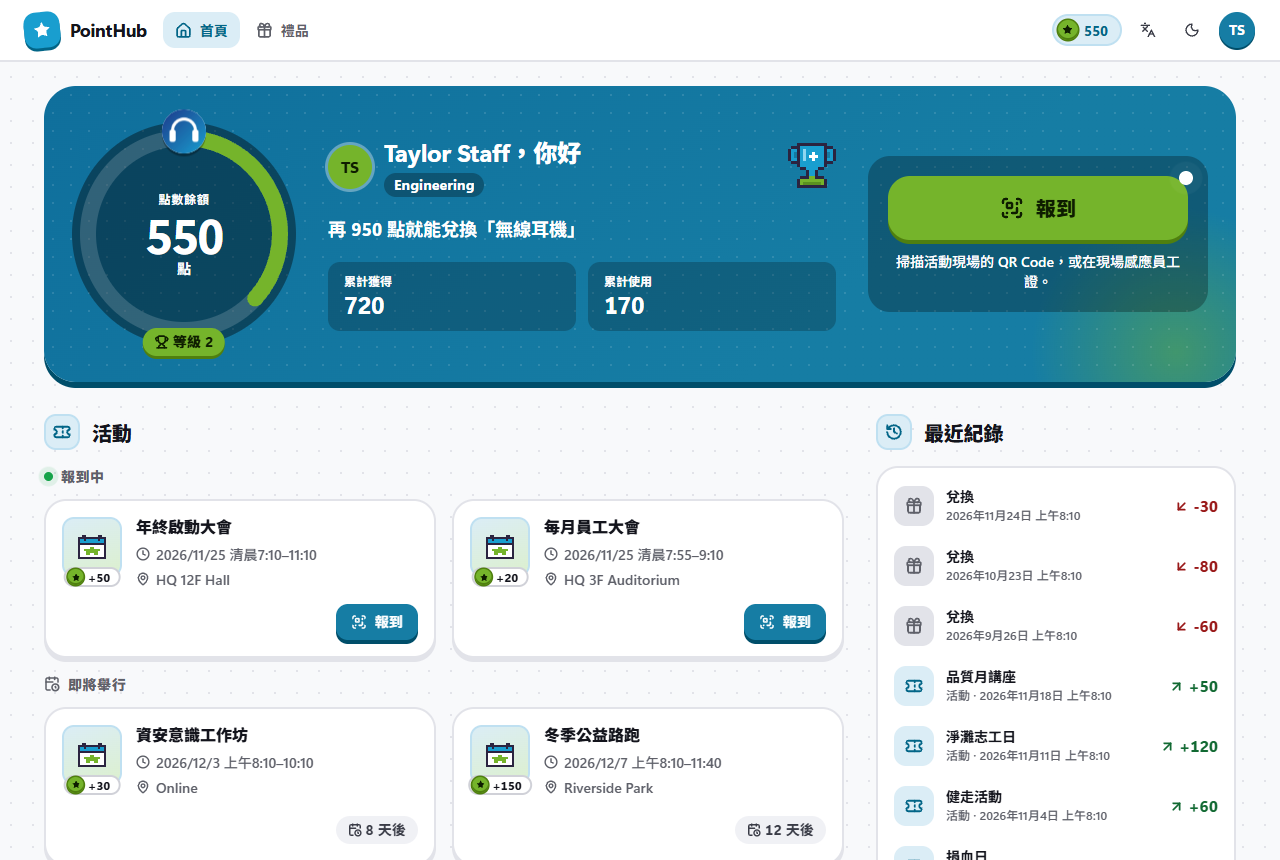 PointHub
首頁
禮品
550
TS
點數餘額
550
點
等級 2
TS
Taylor Staff，你好
Engineering
再 950 點就能兌換「無線耳機」
累計獲得
720
累計使用
170
報到
掃描活動現場的 QR Code，或在現場感應員工
證。
活動
報到中
年終啟動大會
2026/11/25 清晨7:10–11:10
HQ 12F Hall
+50
報到
每月員工大會
2026/11/25 清晨7:55–9:10
HQ 3F Auditorium
+20
報到
即將舉行
資安意識工作坊
2026/12/3 上午8:10–10:10
Online
+30
8 天後
冬季公益路跑
2026/12/7 上午8:10–11:40
Riverside Park
+150
12 天後
最近紀錄
兌換
2026年11月24日 上午8:10
-30
兌換
2026年10月23日 上午8:10
-80
兌換
2026年9月26日 上午8:10
-60
品質月講座
活動 · 2026年11月18日 上午8:10
+50
淨灘志工日
活動 · 2026年11月11日 上午8:10
+120
健走活動
活動 · 2026年11月4日 上午8:10
+60
捐血日